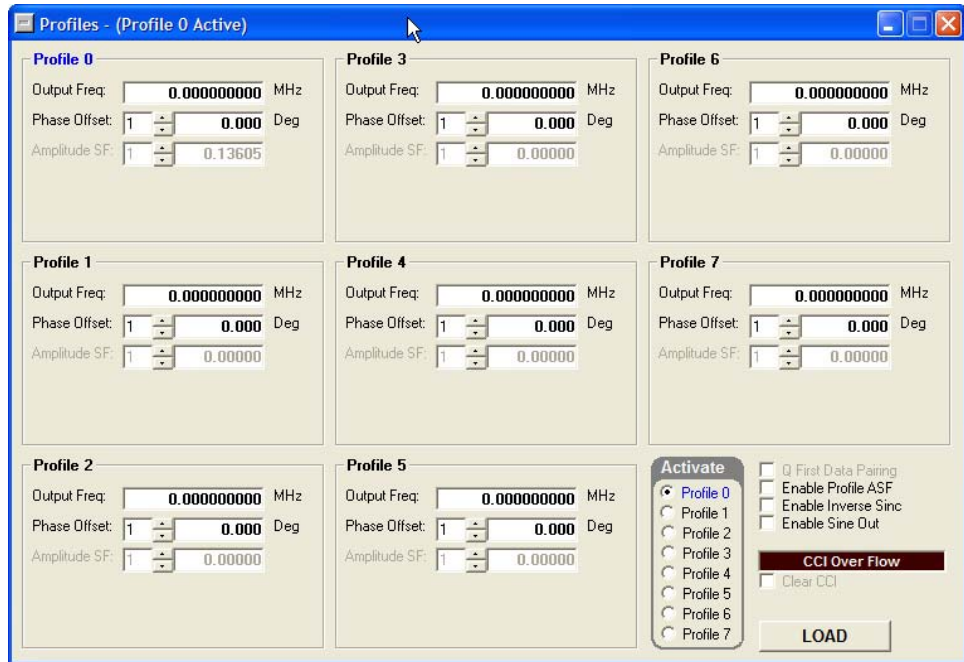 Profiles - (Profile 0 Active)
Profile 0
Output Freq: 0.000000000 MHz
Phase Offset: 1 0.000 Deg
Amplitude SF: 1 0.13605
Profile 3
Output Freq: 0.000000000 MHz
Phase Offset: 1 0.000 Deg
Amplitude SF: 1 0.00000
Profile 6
Output Freq: 0.000000000 MHz
Phase Offset: 1 0.000 Deg
Amplitude SF: 1 0.00000
Profile 1
Output Freq: 0.000000000 MHz
Phase Offset: 1 0.000 Deg
Amplitude SF: 1 0.00000
Profile 4
Output Freq: 0.000000000 MHz
Phase Offset: 1 0.000 Deg
Amplitude SF: 1 0.00000
Profile 7
Output Freq: 0.000000000 MHz
Phase Offset: 1 0.000 Deg
Amplitude SF: 1 0.00000
Profile 2
Output Freq: 0.000000000 MHz
Phase Offset: 1 0.000 Deg
Amplitude SF: 1 0.00000
Profile 5
Output Freq: 0.000000000 MHz
Phase Offset: 1 0.000 Deg
Amplitude SF: 1 0.00000
Activate
Profile 0
Profile 1
Profile 2
Profile 3
Profile 4
Profile 5
Profile 6
Profile 7
Q First Data Pairing
Enable Profile ASF
Enable Inverse Sinc
Enable Sine Out
CCI Over Flow
Clear CCI
LOAD